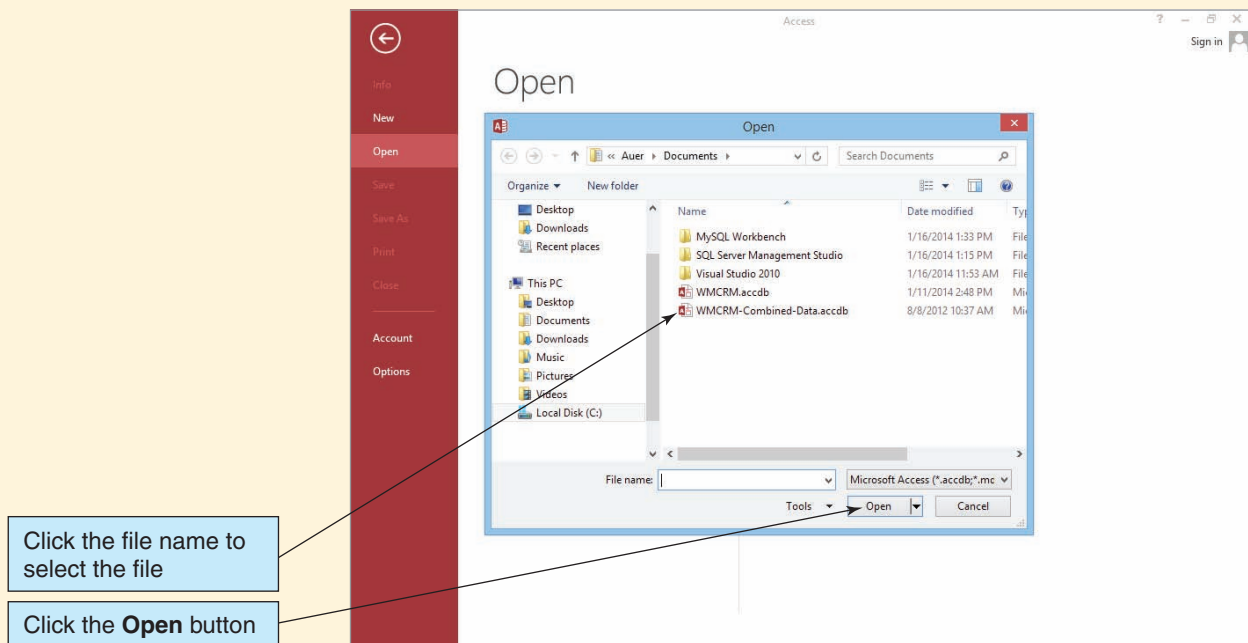 Access
? – X
Sign in
Info
New
Open
Save
Save As
Print
Close
Account
Options
Open
A
Open
« Auer Documents
Search Documents
Organize
New folder
Desktop
Downloads
Recent places
This PC
Desktop
Documents
Downloads
Music
Pictures
Videos
Local Disk (C:)
Name Date modified Typ
MySQL Workbench 1/16/2014 1:33 PM File
SQL Server Management Studio 1/16/2014 1:15 PM File
Visual Studio 2010 1/16/2014 11:53 AM File
WMCRM.accdb 1/11/2014 2:48 PM Mi
WMCRM-Combined-Data.accdb 8/8/2012 10:37 AM Mi
File name:
Microsoft Access (*.accdb;*.mc
Tools Open Cancel
Click the file name to
select the file
Click the Open button